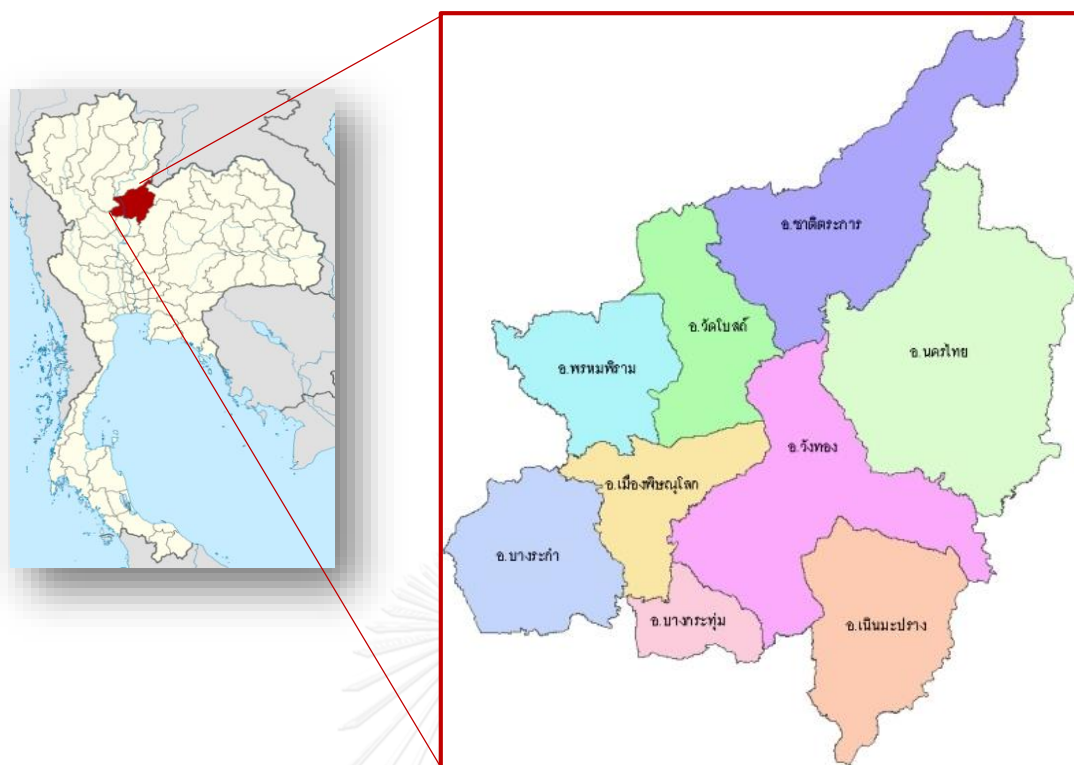 อ.ชาติตระการ
อ.วัดโบสถ์
อ.นครไทย
อ.พรหมพิราม
อ.วังทอง
อ.เมืองพิษณุโลก
อ.บางระกำ
อ.บางกระทุ่ม
อ.เนินมะปราง